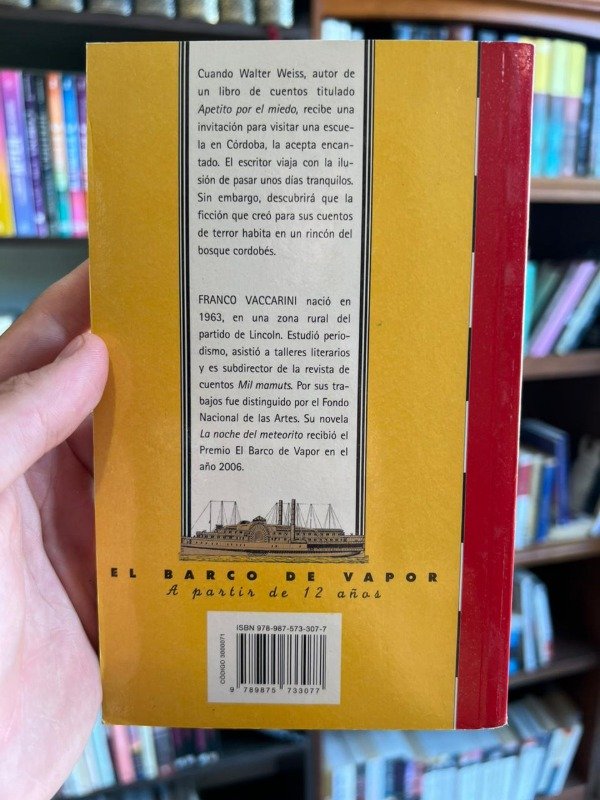 Cuando Walter Weiss, autor de
un libro de cuentos titulado
Apetito por el miedo, recibe una
invitación para visitar una escue-
la en Córdoba, la acepta encan-
tado. El escritor viaja con la ilu-
sión de pasar unos días tranquilos.
Sin embargo, descubrirá que la
ficción que creó para sus cuentos
de terror habita en un rincón del
bosque cordobés.
FRANCO VACCARINI nació en
1963, en una zona rural del
partido de Lincoln. Estudió perio-
dismo, asistió a talleres literarios
y es subdirector de la revista de
cuentos Mil mamuts. Por sus tra-
bajos fue distinguido por el Fondo
Nacional de las Artes. Su novela
La noche del meteorito recibió el
Premio El Barco de Vapor en el
año 2006.
EL BARCO DE VAPOR
A partir de 12 años
ISBN 978-987-573-307-7
CÓDIGO 3000071
9 789875 733077